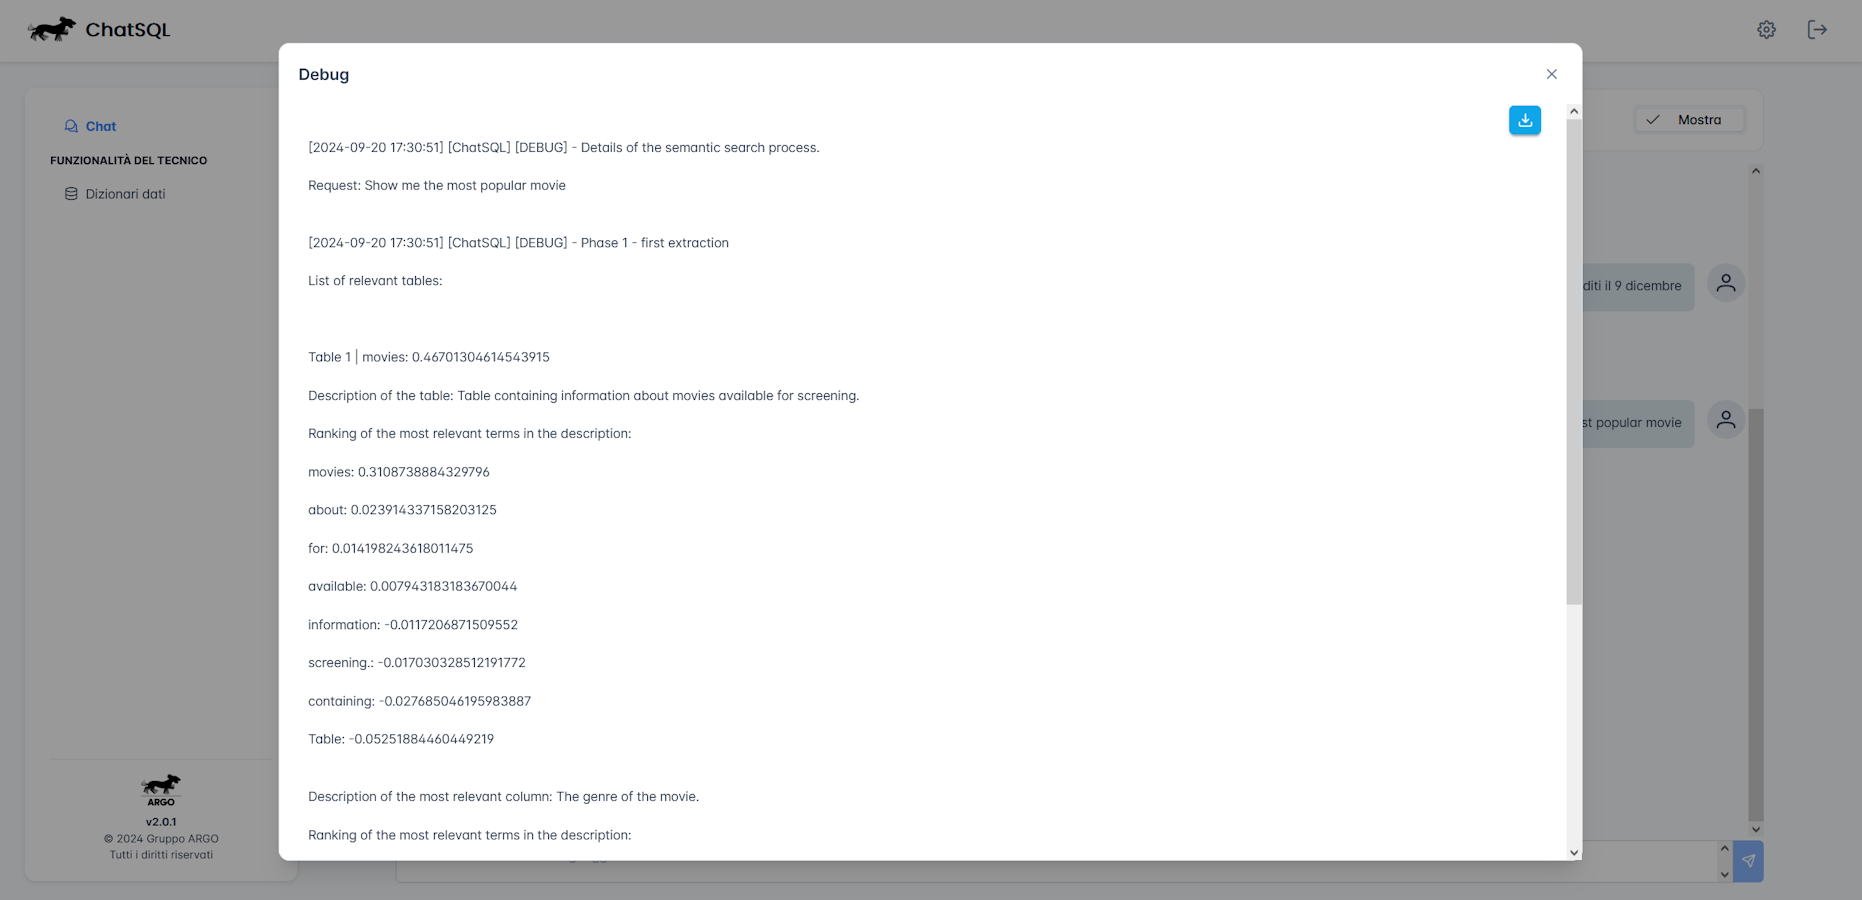 ChatSQL
Debug
Chat
Mostra
[2024-09-20 17:30:51] [ChatSQL] [DEBUG] - Details of the semantic search process.
FUNZIONALITÀ DEL TECNICO
Request: Show me the most popular movie
Dizionari dati
[2024-09-20 17:30:51] [ChatSQL] [DEBUG] - Phase 1 - first extraction
List of relevant tables:
diti il 9 dicembre
Table 1 | movies: 0.46701304614543915
Description of the table: Table containing information about movies available for screening.
st popular movie
Ranking of the most relevant terms in the description:
movies: 0.3108738884329796
about: 0.023914337158203125
for: 0.014198243618011475
available: 0.007943183183670044
information: -0.0117206871509552
screening.: -0.017030328512191772
containing: -0.027685046195983887
Table: -0.05251884460449219
Description of the most relevant column: The genre of the movie.
Ranking of the most relevant terms in the description:
ARGO
v2.0.1
© 2024 Gruppo ARGO
Tutti i diritti riservati